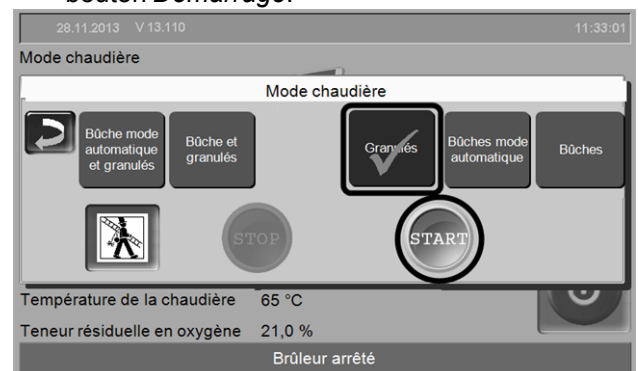 bouton Démarrage.
28.11.2013 V 13.110 11:33:01
Mode chaudière
Mode chaudière
Bûche mode
automatique
et granulés
Bûche et
granulés
Granulés
Bûches mode
automatique
Bûches
STOP
START
Température de la chaudière 65 °C
Teneur résiduelle en oxygène 21,0 %
Brûleur arrêté